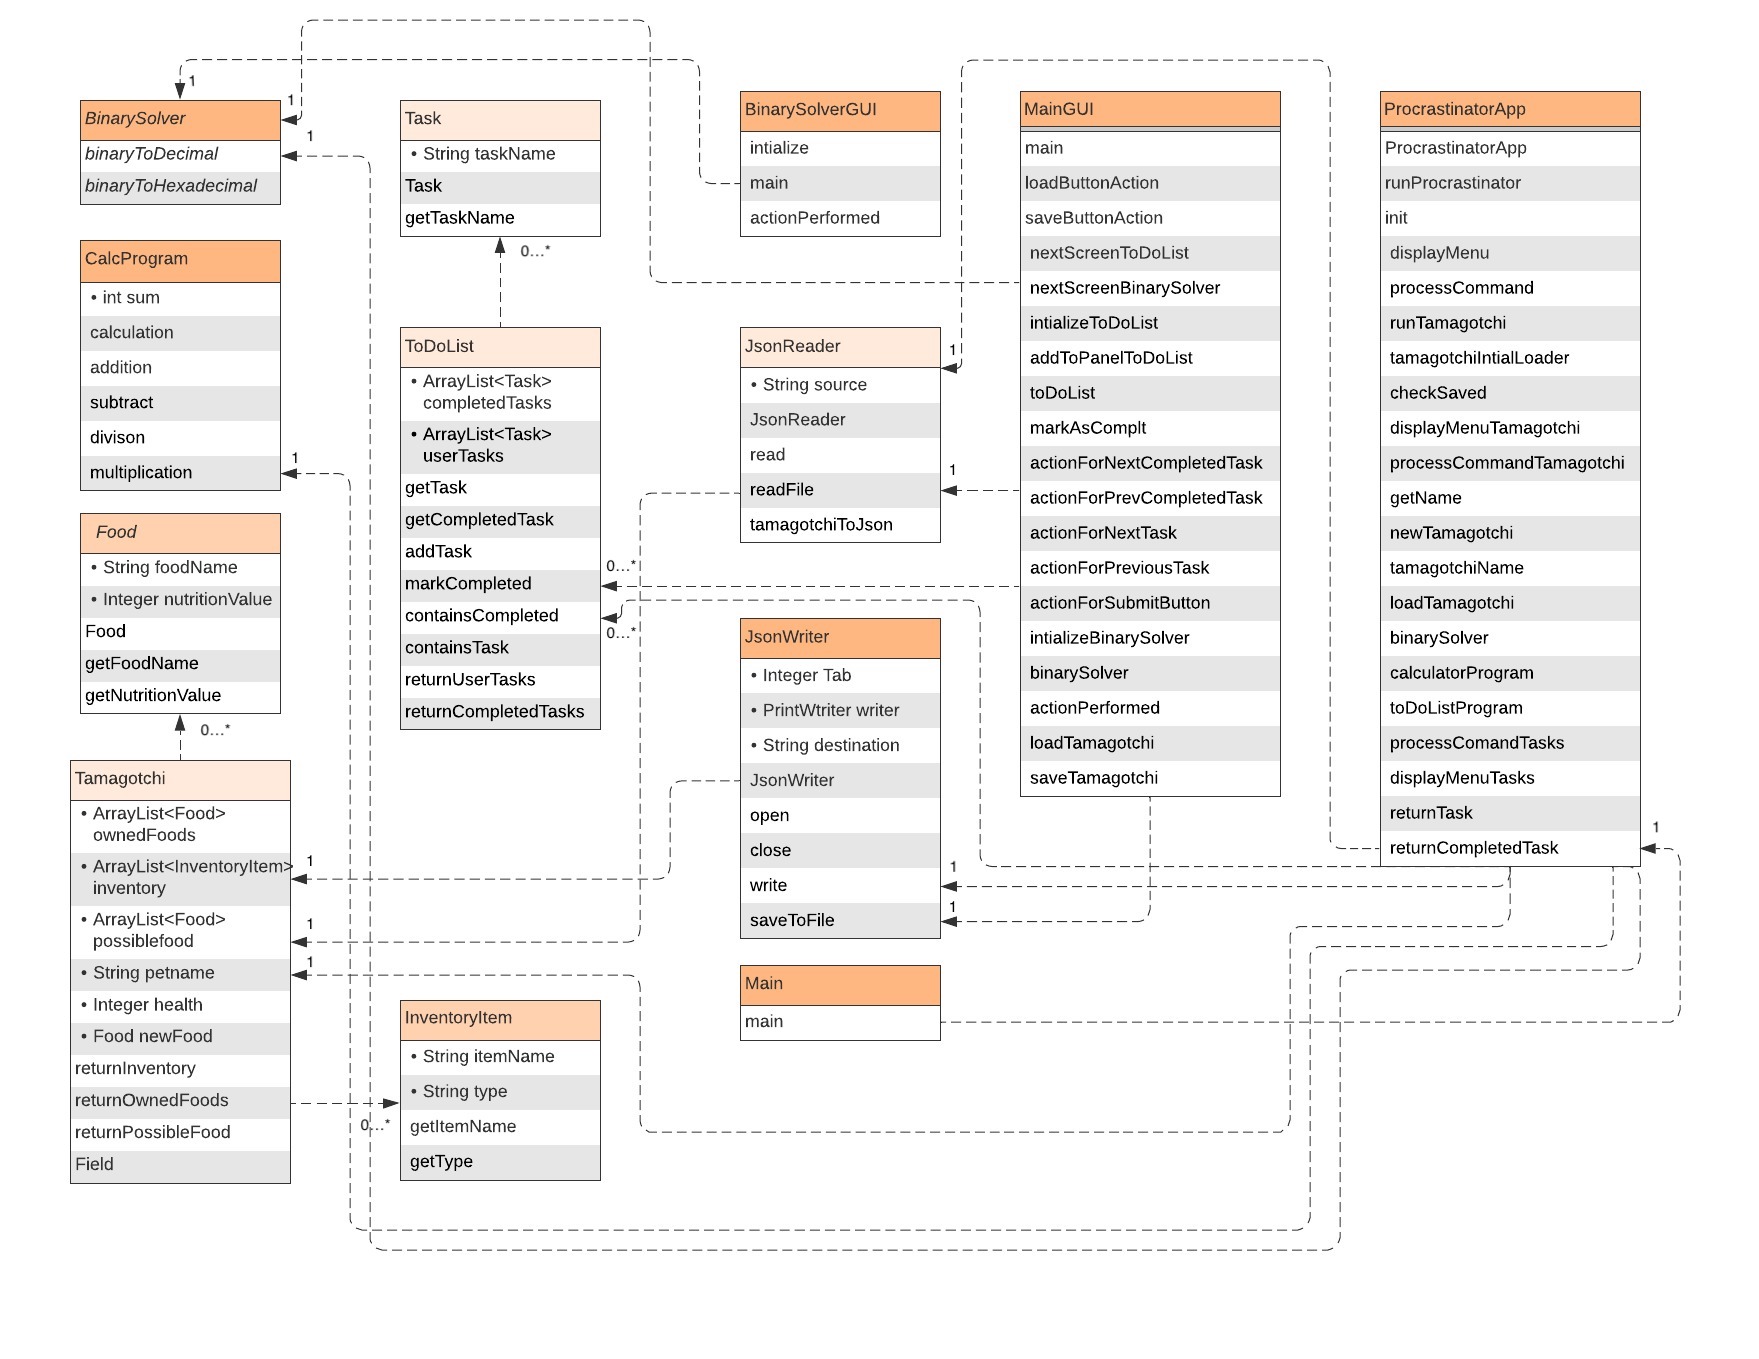 1
BinarySolver
1
binaryToDecimal
1
binaryToHexadecimal
CalcProgram
• int sum
calculation
addition
subtract
divison
multiplication
1
Food
• String foodName
• Integer nutritionValue
Food
getFoodName
getNutritionValue
0...*
Tamagotchi
• ArrayList<Food>
ownedFoods
• ArrayList<InventoryItem>
inventory
1
• ArrayList<Food>
possiblefood
1
• String petname
1
• Integer health
• Food newFood
returnInventory
returnOwnedFoods
returnPossibleFood
Field
Task
• String taskName
Task
getTaskName
0...*
ToDoList
• ArrayList<Task>
completedTasks
• ArrayList<Task>
userTasks
getTask
getCompletedTask
addTask
markCompleted
0...*
containsCompleted
0...*
containsTask
returnUserTasks
returnCompletedTasks
InventoryItem
• String itemName
• String type
getItemName
getType
0...*
BinarySolverGUI
intialize
main
actionPerformed
JsonReader
1
• String source
JsonReader
read
readFile
1
tamagotchiToJson
JsonWriter
• Integer Tab
• PrintWtriter writer
• String destination
JsonWriter
open
close
write
1
saveToFile
1
Main
main
MainGUI
main
loadButtonAction
saveButtonAction
nextScreenToDoList
nextScreenBinarySolver
intializeToDoList
addToPanelToDoList
toDoList
markAsComplt
actionForNextCompletedTask
actionForPrevCompletedTask
actionForNextTask
actionForPreviousTask
actionForSubmitButton
intializeBinarySolver
binarySolver
actionPerformed
loadTamagotchi
saveTamagotchi
ProcrastinatorApp
ProcrastinatorApp
runProcrastinator
init
displayMenu
processCommand
runTamagotchi
tamagotchiIntialLoader
checkSaved
displayMenuTamagotchi
processCommandTamagotchi
getName
newTamagotchi
tamagotchiName
loadTamagotchi
binarySolver
calculatorProgram
toDoListProgram
processComandTasks
displayMenuTasks
returnTask
returnCompletedTask
1